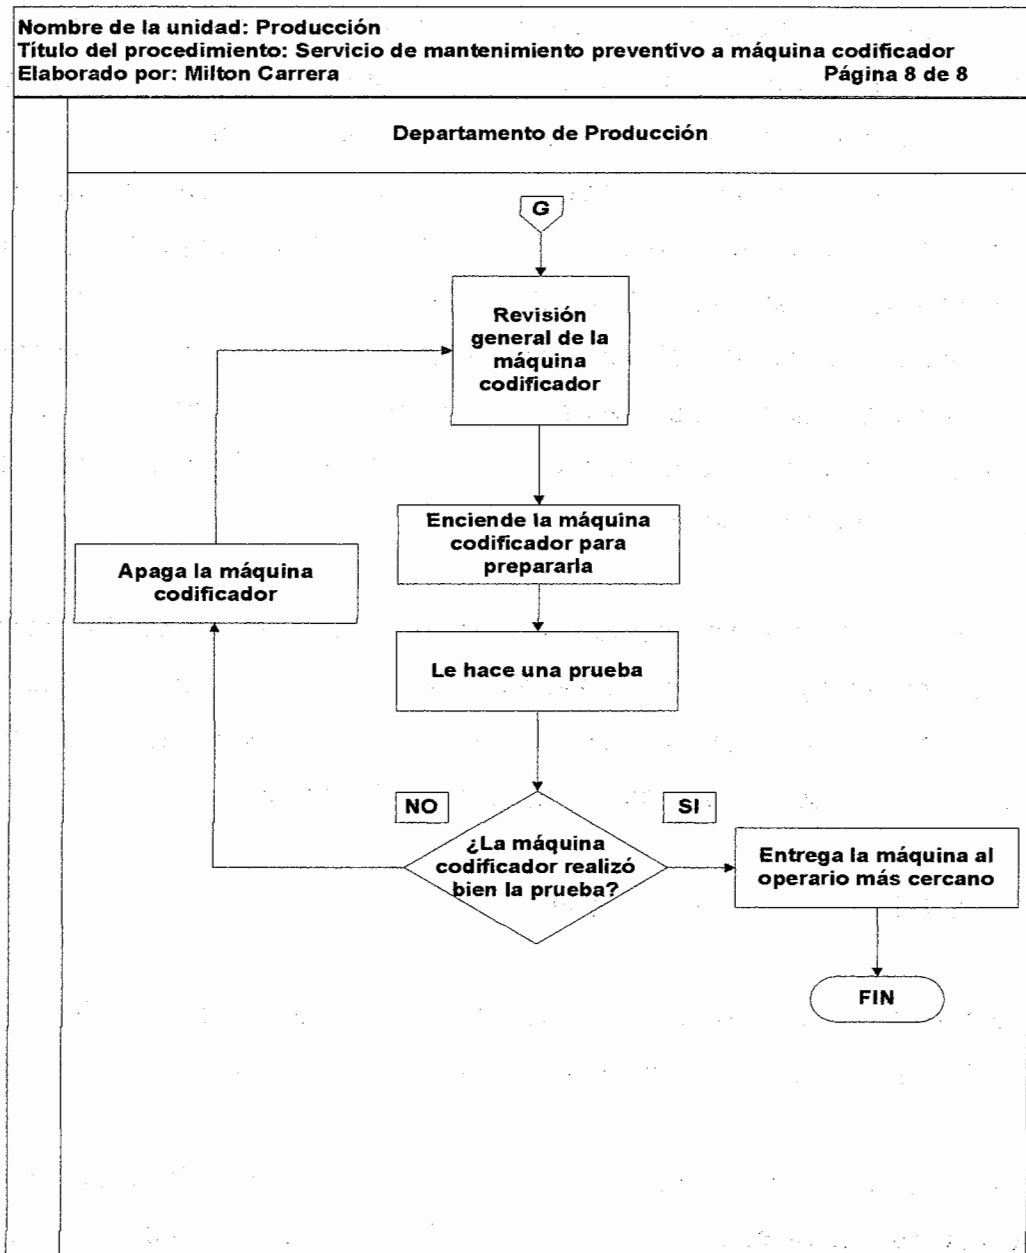 Nombre de la unidad: Producción
Título del procedimiento: Servicio de mantenimiento preventivo a máquina codificador
Elaborado por: Milton Carrera Página 8 de 8
Departamento de Producción
G
Revisión
general de la
máquina
codificador
Enciende la máquina
codificador para
prepararla
Apaga la máquina
codificador
Le hace una prueba
NO
SI
¿La máquina
codificador realizó
bien la prueba?
Entrega la máquina al
operario más cercano
FIN